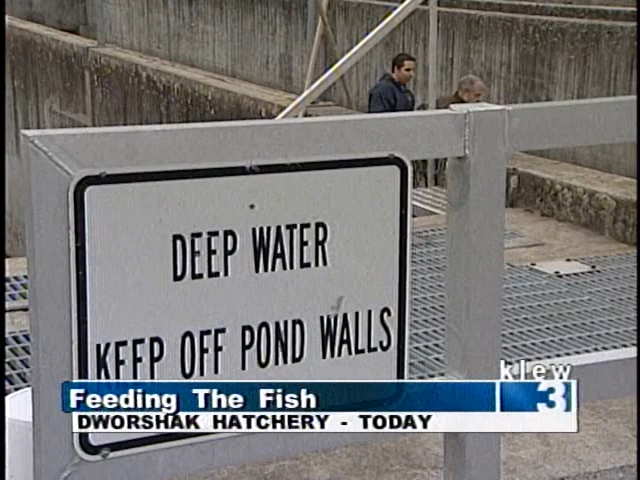 DEEP WATER
KEEP OFF POND WALLS
klew
3
Feeding The Fish
DWORSHAK HATCHERY - TODAY